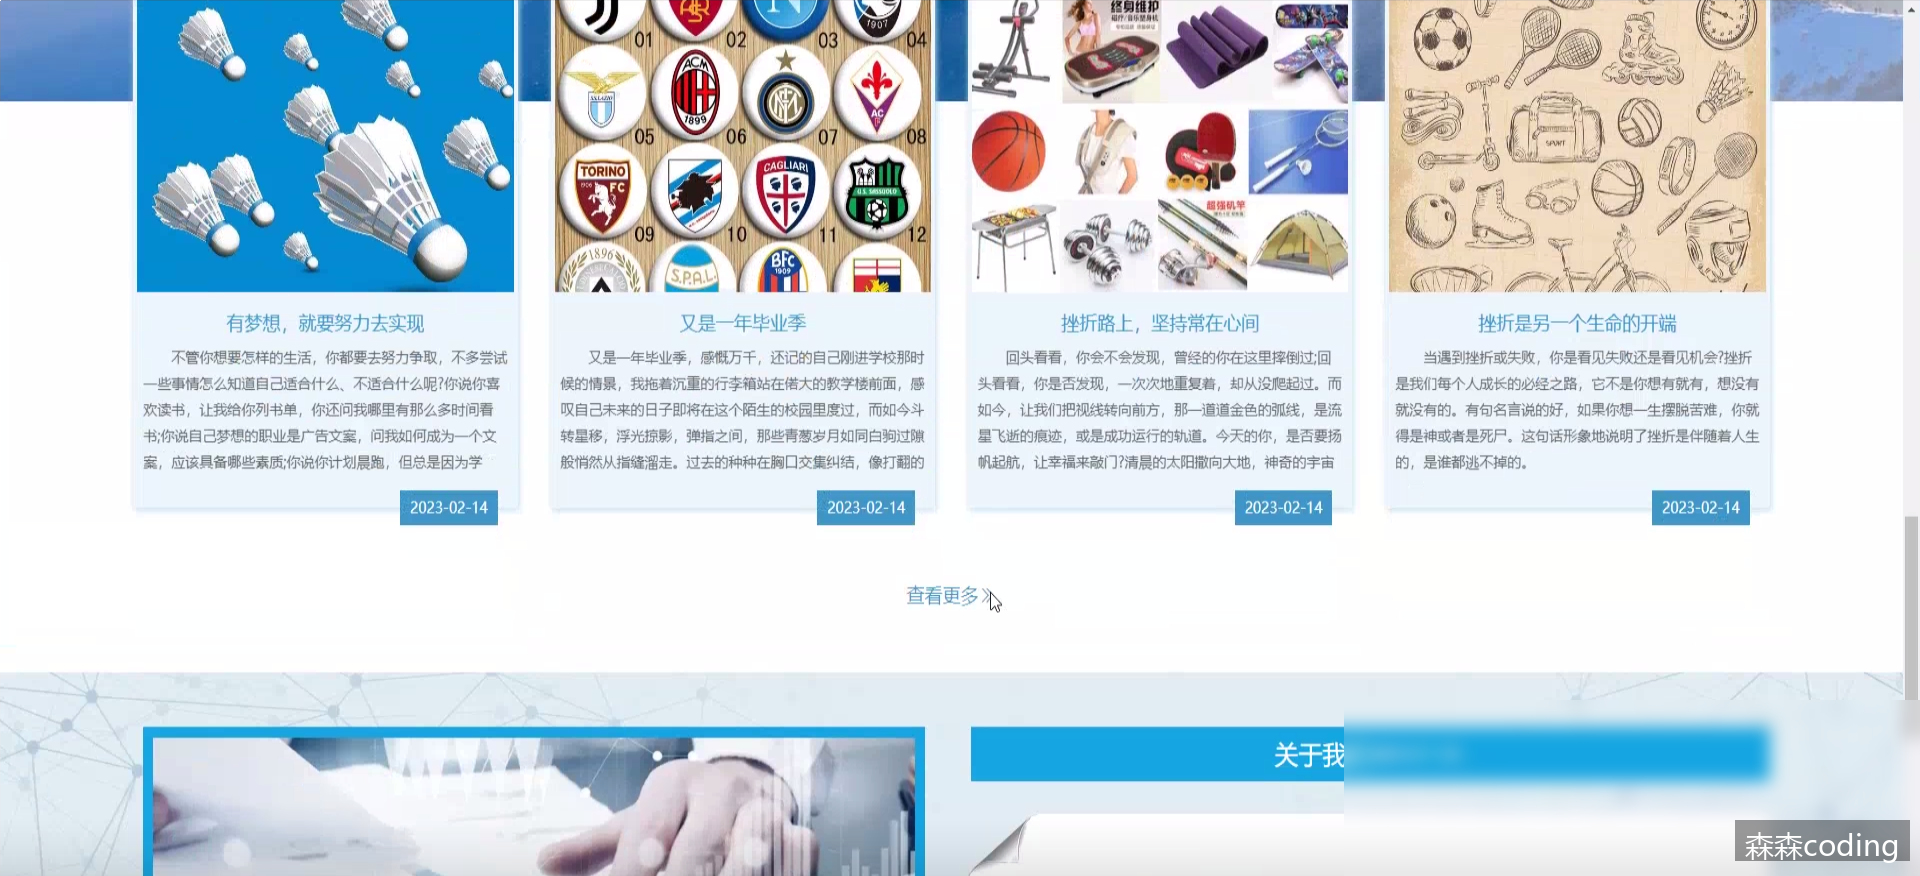 1907
01
02
03
04
ACM
1899
AC
05
06
07
08
TORINO
1906 FC
CAGLIARI
U.S. SASSUOLO
09
10
11
12
1896
S.P.A.L.
BFC
1909
终身维护
超强机竿
SPORT
有梦想，就要努力去实现
不管你想要怎样的生活，你都要去努力争取，不多尝试
一些事情怎么知道自己适合什么、不适合什么呢?你说你喜
欢读书，让我给你列书单，你还问我哪里有那么多时间看
书;你说自己梦想的职业是广告文案，问我如何成为一个文
案，应该具备哪些素质;你说你计划晨跑，但总是因为学
2023-02-14
又是一年毕业季
又是一年毕业季，感慨万千，还记的自己刚进学校那时
候的情景，我拖着沉重的行李箱站在偌大的教学楼前面，感
叹自己未来的日子即将在这个陌生的校园里度过，而如今斗
转星移，浮光掠影，弹指之间，那些青葱岁月如同白驹过隙
般悄然从指缝溜走。过去的种种在胸口交集纠结，像打翻的
2023-02-14
挫折路上，坚持常在心间
回头看看，你会不会发现，曾经的你在这里摔倒过;回
头看看，你是否发现，一次次地重复着，却从没爬起过。而
如今，让我们把视线转向前方，那一道道金色的弧线，是流
星飞逝的痕迹，或是成功运行的轨道。今天的你，是否要扬
帆起航，让幸福来敲门?清晨的太阳撒向大地，神奇的宇宙
2023-02-14
挫折是另一个生命的开端
当遇到挫折或失败，你是看见失败还是看见机会?挫折
是我们每个人成长的必经之路，它不是你想有就有，想没有
就没有的。有句名言说的好，如果你想一生摆脱苦难，你就
得是神或者是死尸。这句话形象地说明了挫折是伴随着人生
的，是谁都逃不掉的。
2023-02-14
查看更多
关于我
森森coding